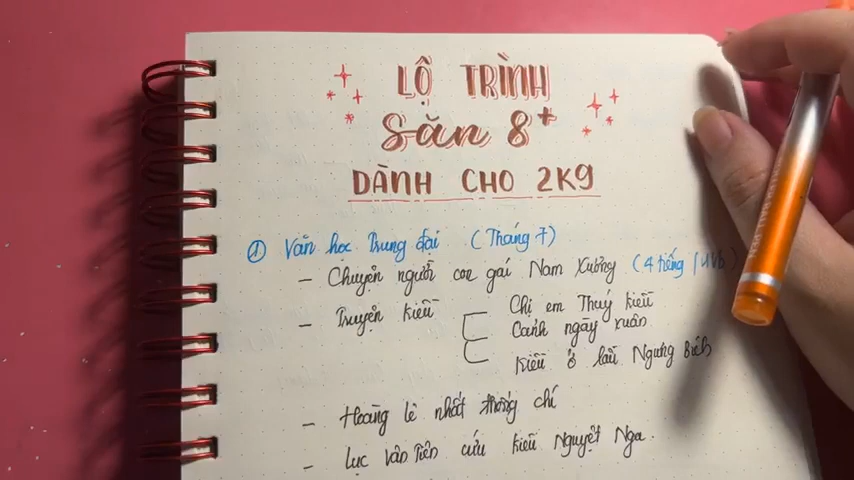 LỘ TRÌNH
Săn 8+
DÀNH CHO 2K9
① Văn học Trung đại (Tháng 7)
- Chuyện người con gái Nam Xương (4 tiếng /
- Truyện kiều
Chị em Thuý kiều
Cảnh ngày xuân
kiều ở lầu Ngưng Bích
- Hoàng lê nhất thống chí
- lục Vân Tiên cứu kiều Nguyệt Nga.